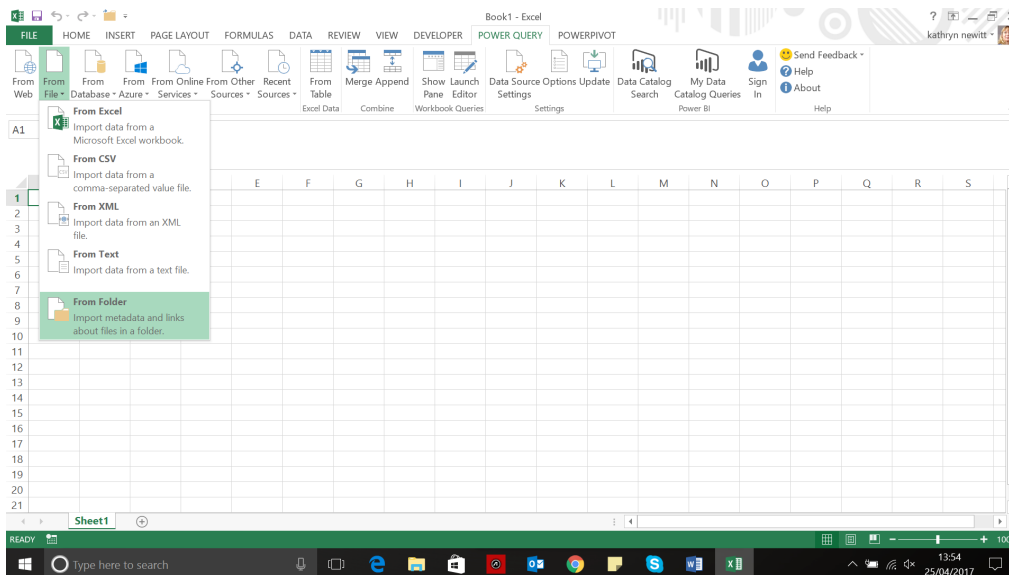 Book1 - Excel
?
FILE HOME INSERT PAGE LAYOUT FORMULAS DATA REVIEW VIEW DEVELOPER POWER QUERY POWERPIVOT kathryn newitt
From Web
From File
From Database
From Azure
From Online Services
From Other Sources
Recent Sources
From Table
Merge Append
Show Pane
Launch Editor
Data Source Settings
Options Update
Data Catalog Search
My Data Catalog Queries
Sign In
Send Feedback
Help
About
Excel Data Combine Workbook Queries Settings Power BI Help
A1
From Excel
Import data from a
Microsoft Excel workbook.
From CSV
Import data from a
comma-separated value file.
From XML
Import data from an XML
file.
From Text
Import data from a text file.
From Folder
Import metadata and links
about files in a folder.
E F G H I J K L M N O P Q R S
1
2
3
4
5
6
7
8
9
10
11
12
13
14
15
16
17
18
19
20
21
Sheet1
READY
100
Type here to search
13:54
25/04/2017